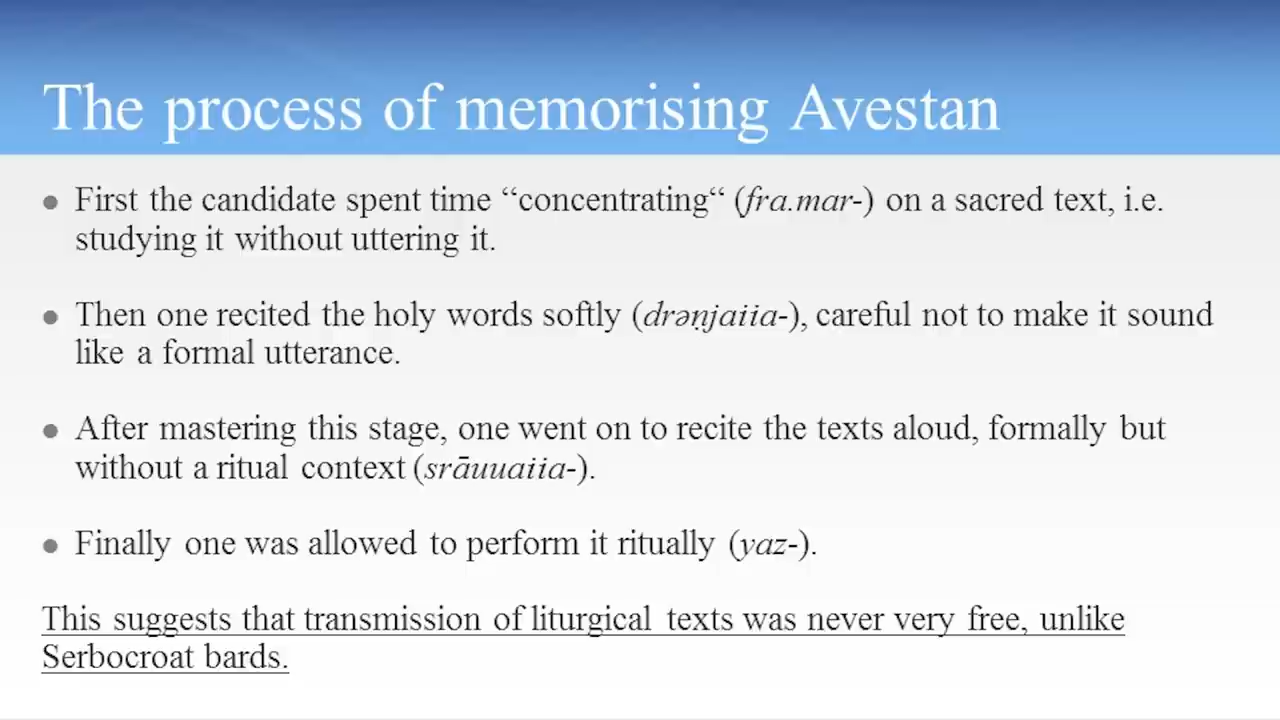 The process of memorising Avestan
First the candidate spent time “concentrating“ (fra.mar-) on a sacred text, i.e.
studying it without uttering it.
Then one recited the holy words softly (drəṇjaiia-), careful not to make it sound
like a formal utterance.
After mastering this stage, one went on to recite the texts aloud, formally but
without a ritual context (srāuuaiia-).
Finally one was allowed to perform it ritually (yaz-).
This suggests that transmission of liturgical texts was never very free, unlike
Serbocroat bards.